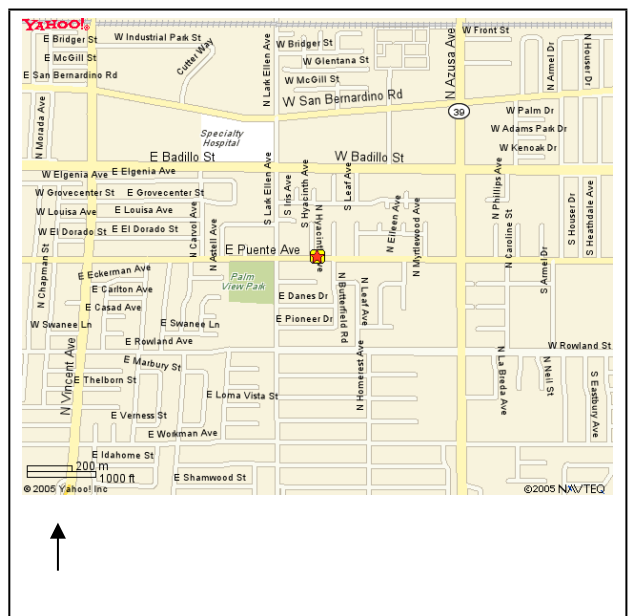 YAHOO!
W Front St
E Bridger St
W Industrial Park St
N Lark Ellen Ave
W Bridger St
N Azusa Ave
N Armel Dr
N Houser Dr
E McGill St
Cutter Way
W Glentana St
E San Bernardino Rd
W McGill St
W San Bernardino Rd
39
W Palm Dr
N Morada Ave
Specialty
Hospital
W Adams Park Dr
W Kenoak Dr
E Badillo St
W Badillo St
W Elgenia Ave
E Elgenia Ave
W Grovecenter St
E Grovecenter St
S Lark Ellen Ave
S Iris Ave
S Hyacinth Ave
S Leaf Ave
N Phillips Ave
W Louisa Ave
E Louisa Ave
N Hyacinth Ave
N Eileen Ave
S Houser Dr
S Heathdale Ave
W El Dorado St
E El Dorado St
N Carvol Ave
N Astell Ave
N Myrtlewood Ave
N Caroline St
E Puente Ave
N Chapman St
E Eckerman Ave
Palm
View Park
S Armel Dr
E Carlton Ave
E Danes Dr
N Butterfield Rd
N Leaf Ave
E Casad Ave
W Swanee Ln
E Swanee Ln
E Pioneer Dr
E Rowland Ave
W Rowland St
N Vincent Ave
E Marbury St
N Homerest Ave
N La Breda Ave
N Neil St
S Eastbury Ave
E Thelborn St
E Loma Vista St
E Verness St
E Workman Ave
E Idahome St
200 m
1000 ft
E Shamwood St
©2005 Yahoo! Inc
©2005 NAVTEQ